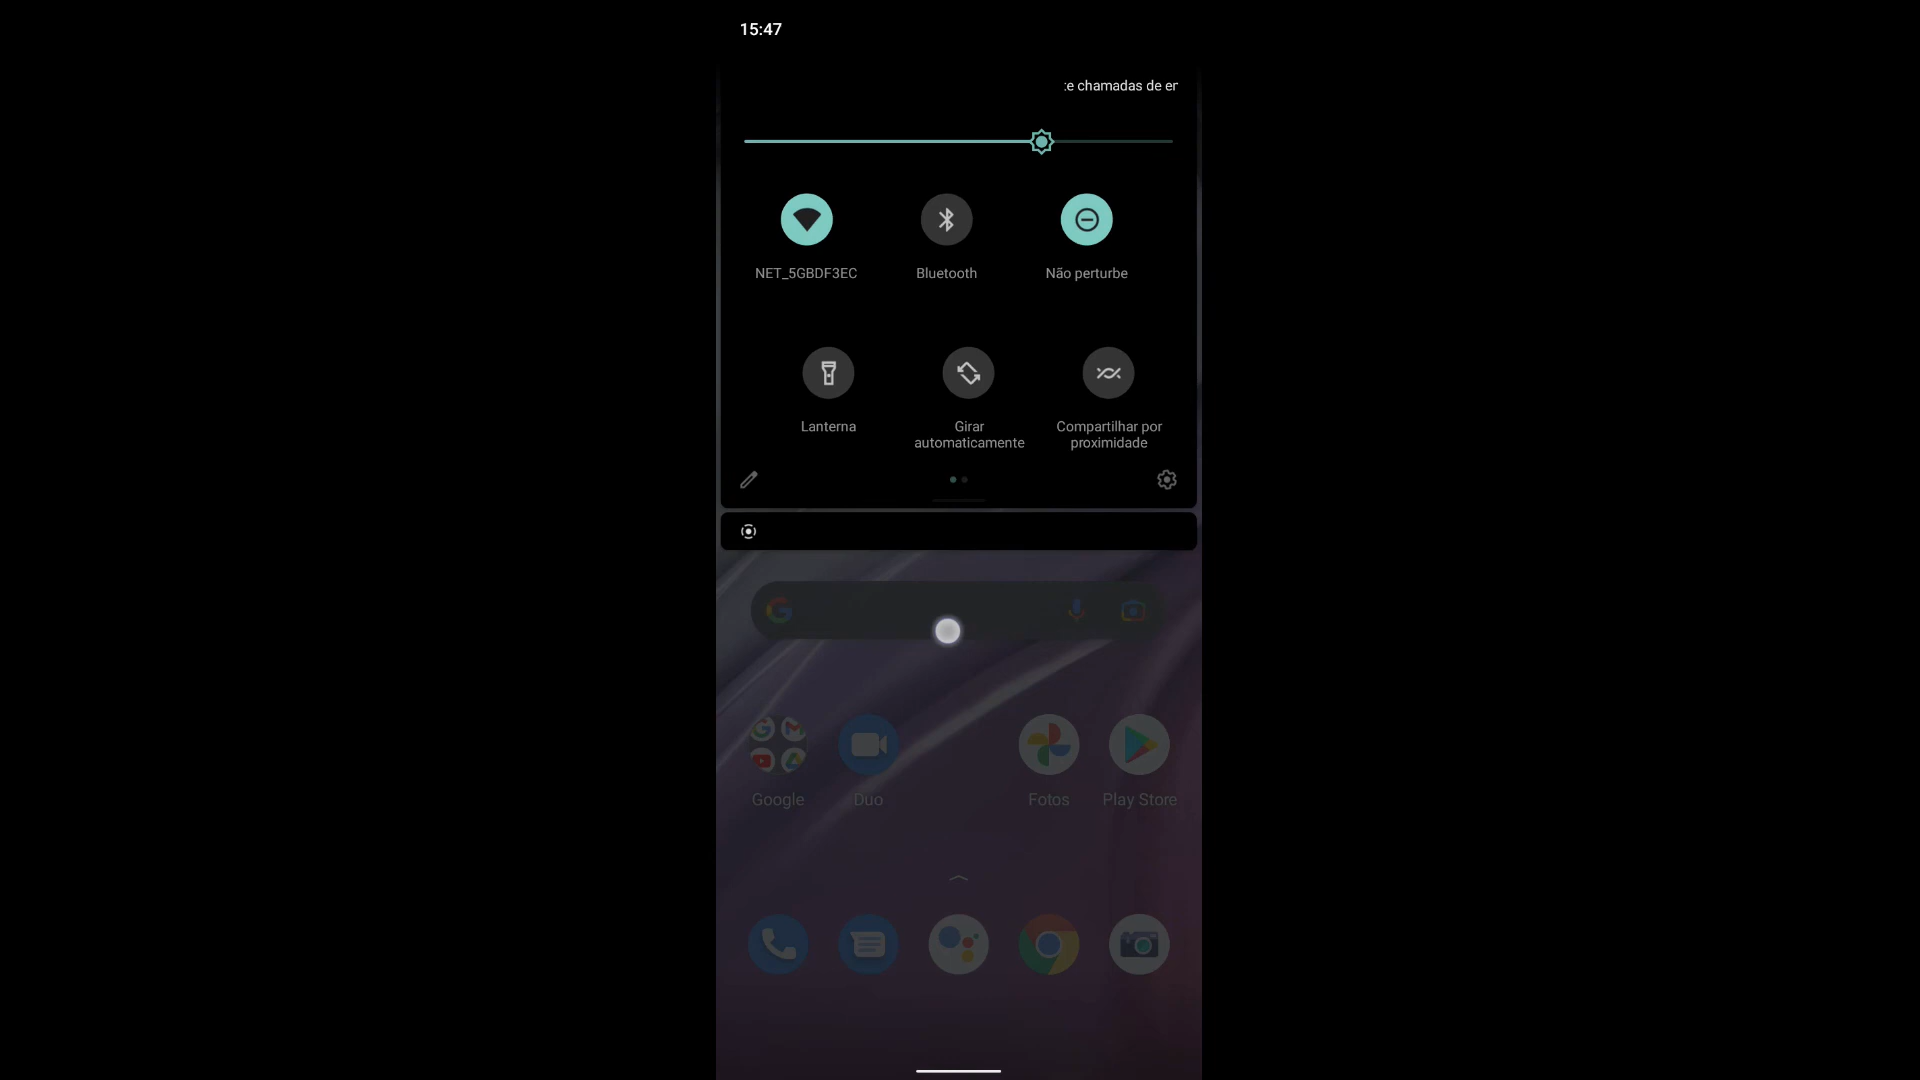 15:47
te chamadas de er
NET_5GBDF3EC
Bluetooth
Não perturbe
Lanterna
Girar
automaticamente
Compartilhar por
proximidade
Google
Duo
Fotos
Play Store